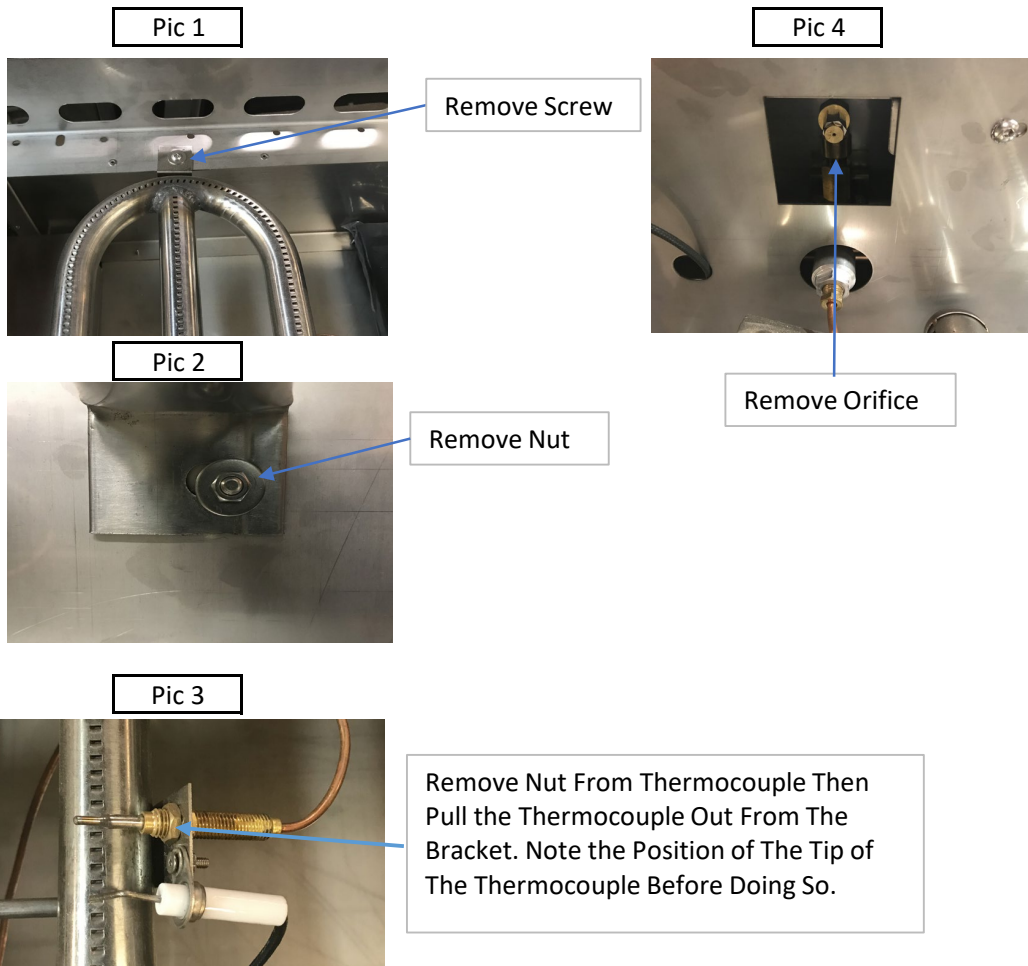 Pic 1
Remove Screw
Pic 2
Remove Nut
Pic 3
Remove Nut From Thermocouple Then
Pull the Thermocouple Out From The
Bracket. Note the Position of The Tip of
The Thermocouple Before Doing So.
Pic 4
Remove Orifice